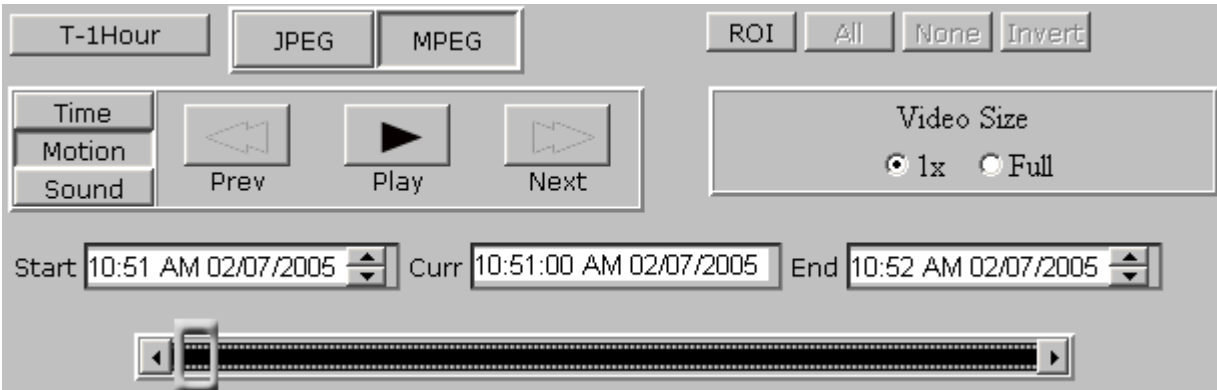 T-1Hour JPEG MPEG ROI All None Invert
Time
Motion
Sound
Prev Play Next
Video Size
1x Full
Start 10:51 AM 02/07/2005 Curr 10:51:00 AM 02/07/2005 End 10:52 AM 02/07/2005